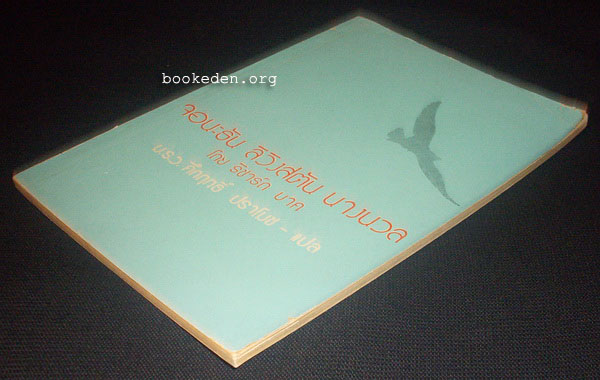 bookeden.org
จอนะธัน ลิวิงส์ตัน นางนวล
โดย ริชาร์ด บาค
มรว คึกฤทธิ์ ปราโมช - แปล